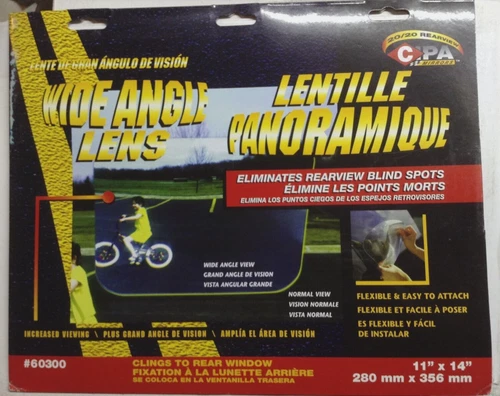 20/20 REARVIEW
CIPA
MIRRORS
LENTE DE GRAN ÁNGULO DE VISIÓN
WIDE ANGLE
LENS
LENTILLE
PANORAMIQUE
ELIMINATES REARVIEW BLIND SPOTS
ÉLIMINE LES POINTS MORTS
ELIMINA LOS PUNTOS CIEGOS DE LOS ESPEJOS RETROVISORES
WIDE ANGLE VIEW
GRAND ANGLE DE VISION
VISTA ANGULAR GRANDE
NORMAL VIEW
VISION NORMALE
VISTA NORMAL
FLEXIBLE & EASY TO ATTACH
FLEXIBLE ET FACILE À POSER
ES FLEXIBLE Y FÁCIL
DE INSTALAR
INCREASED VIEWING \ PLUS GRAND ANGLE DE VISION \ AMPLÍA EL ÁREA DE VISIÓN
#60300
CLINGS TO REAR WINDOW
FIXATION À LA LUNETTE ARRIÈRE
SE COLOCA EN LA VENTANILLA TRASERA
11" x 14"
280 mm x 356 mm